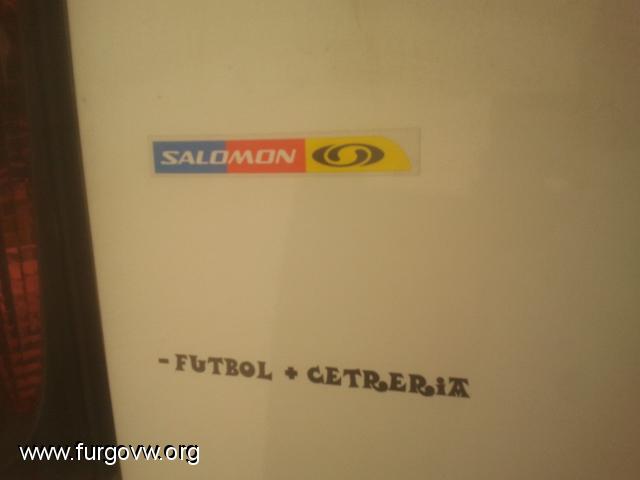 SALOMON
- FUTBOL + CETRERiA
www.furgovw.org